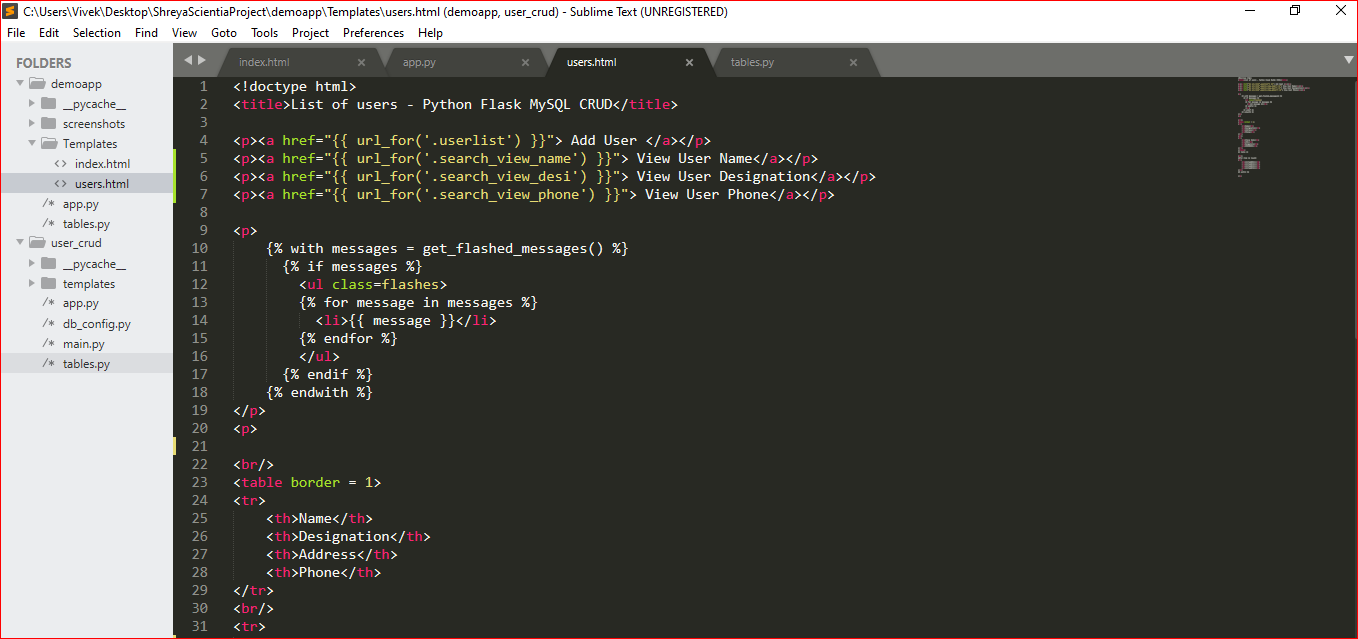 C:\Users\Vivek\Desktop\ShreyaScientiaProject\demoapp\Templates\users.html (demoapp, user_crud) - Sublime Text (UNREGISTERED)
File Edit Selection Find View Goto Tools Project Preferences Help
FOLDERS
demoapp
__pycache__
screenshots
Templates
<> index.html
<> users.html
/* app.py
/* tables.py
user_crud
__pycache__
templates
/* app.py
/* db_config.py
/* main.py
/* tables.py
index.html × app.py × users.html × tables.py ×
1 <!doctype html>
2 <title>List of users - Python Flask MySQL CRUD</title>
3
4 <p><a href="{{ url_for('.userlist') }}"> Add User </a></p>
5 <p><a href="{{ url_for('.search_view_name') }}"> View User Name</a></p>
6 <p><a href="{{ url_for('.search_view_desi') }}"> View User Designation</a></p>
7 <p><a href="{{ url_for('.search_view_phone') }}"> View User Phone</a></p>
8
9 <p>
10     {% with messages = get_flashed_messages() %}
11       {% if messages %}
12         <ul class=flashes>
13         {% for message in messages %}
14           <li>{{ message }}</li>
15         {% endfor %}
16         </ul>
17       {% endif %}
18     {% endwith %}
19 </p>
20 <p>
21
22 <br/>
23 <table border = 1>
24 <tr>
25     <th>Name</th>
26     <th>Designation</th>
27     <th>Address</th>
28     <th>Phone</th>
29 </tr>
30 <br/>
31 <tr>